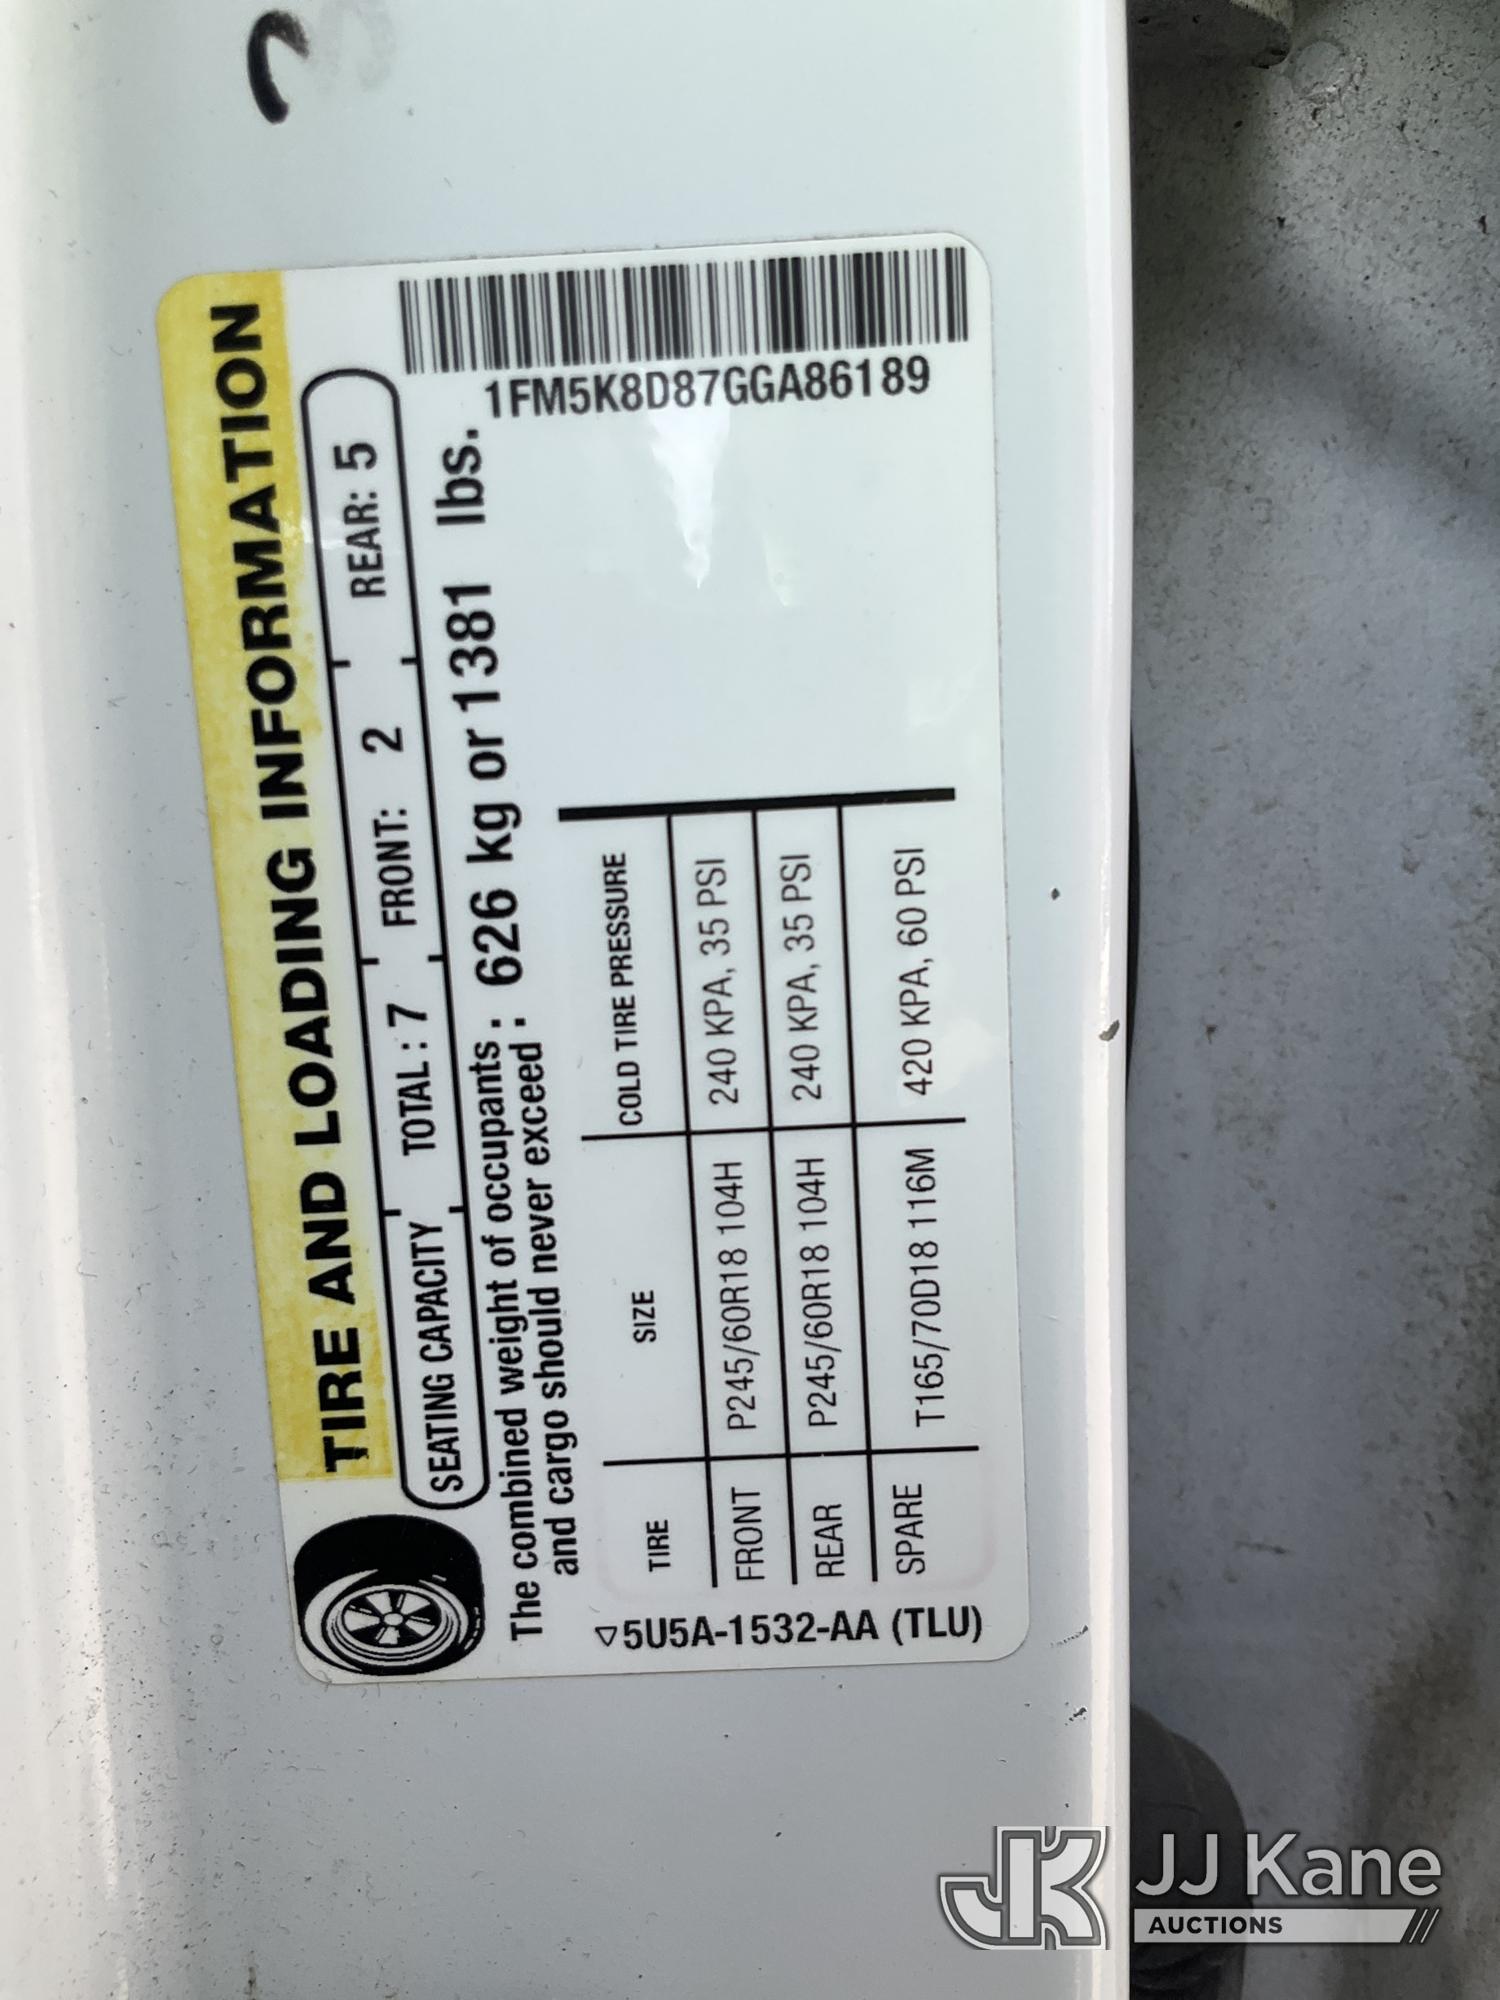 TIRE AND LOADING INFORMATION
SEATING CAPACITY TOTAL : 7 FRONT: 2 REAR: 5
The combined weight of occupants : 626 kg or 1381 lbs.
and cargo should never exceed :
1FM5K8D87GGA86189
TIRE SIZE COLD TIRE PRESSURE
FRONT P245/60R18 104H 240 KPA, 35 PSI
REAR P245/60R18 104H 240 KPA, 35 PSI
SPARE T165/70D18 116M 420 KPA, 60 PSI
5U5A-1532-AA (TLU)
JK JJ Kane
AUCTIONS